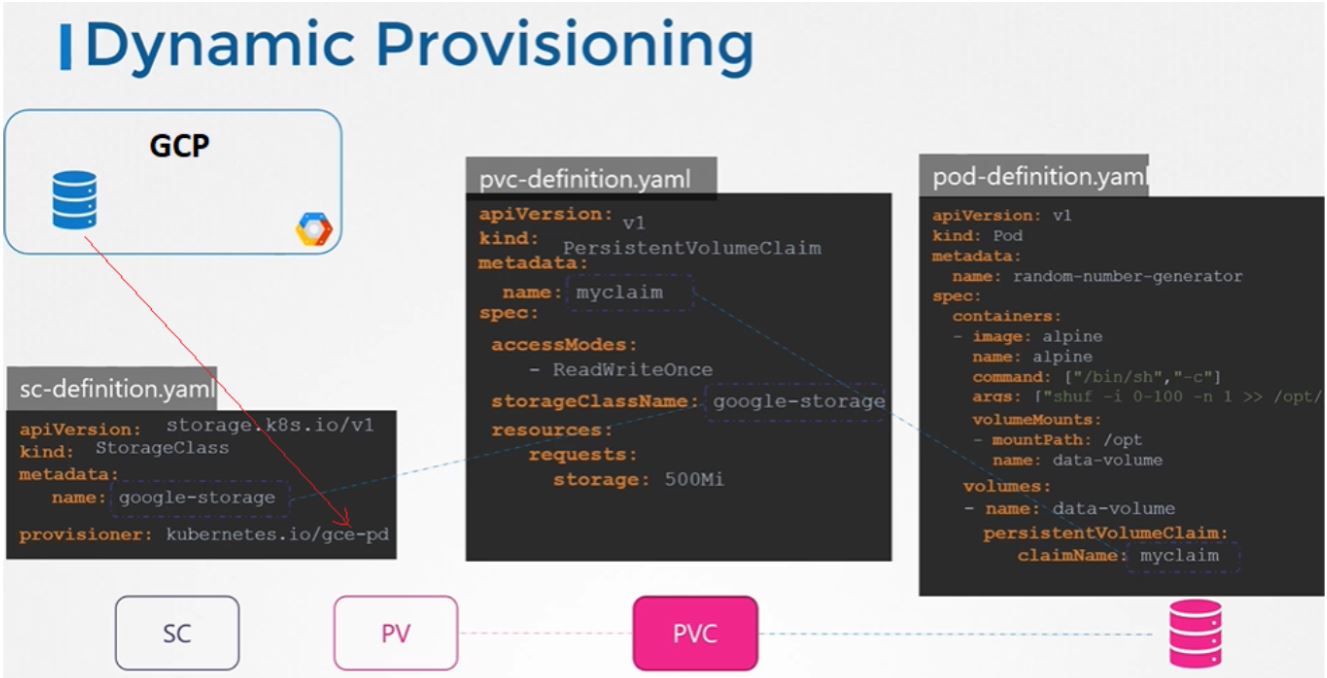 Dynamic Provisioning
GCP
sc-definition.yaml
apiVersion: storage.k8s.io/v1
kind: StorageClass
metadata:
name: google-storage
provisioner: kubernetes.io/gce-pd
pvc-definition.yaml
apiVersion: v1
kind: PersistentVolumeClaim
metadata:
name: myclaim
spec:
accessModes:
- ReadWriteOnce
storageClassName: google-storage
resources:
requests:
storage: 500Mi
pod-definition.yaml
apiVersion: v1
kind: Pod
metadata:
name: random-number-generator
spec:
containers:
- image: alpine
name: alpine
command: ["/bin/sh","-c"]
args: ["shuf -i 0-100 -n 1 >> /opt/
volumeMounts:
- mountPath: /opt
name: data-volume
volumes:
- name: data-volume
persistentVolumeClaim:
claimName: myclaim
SC
PV
PVC